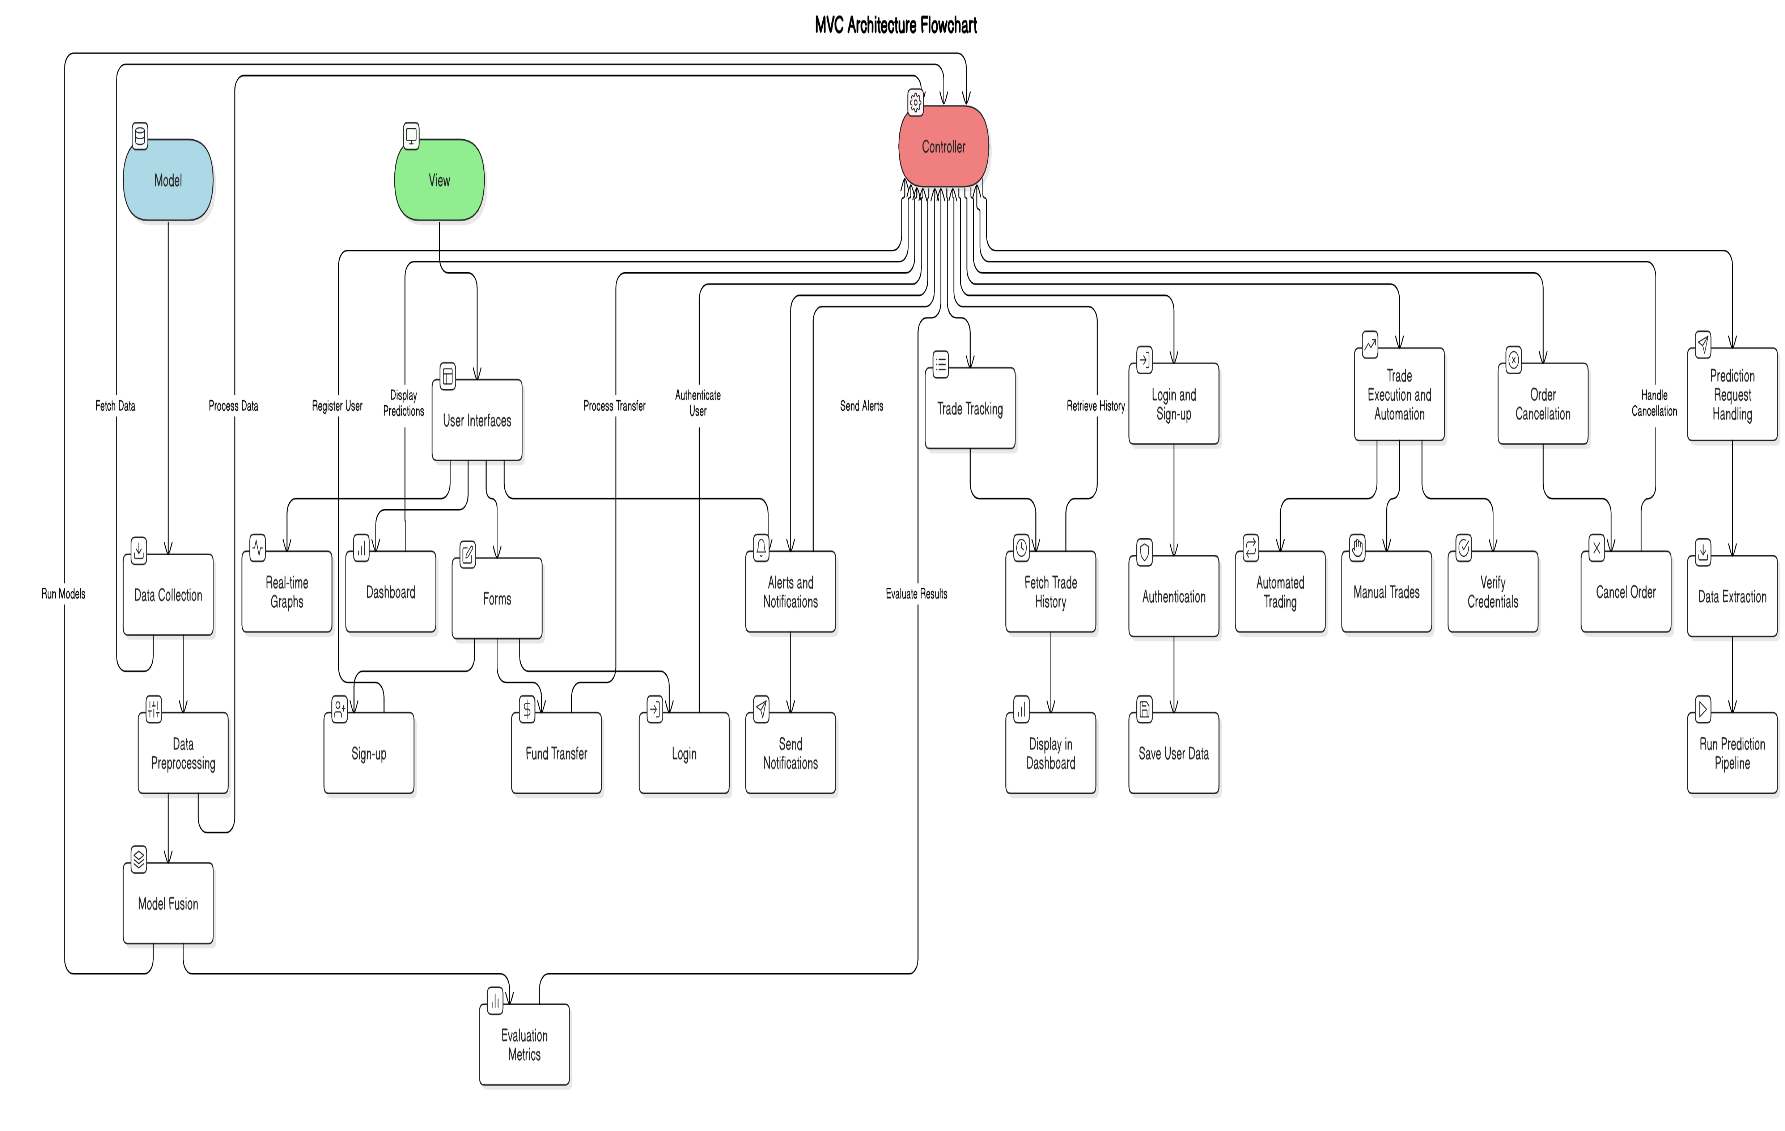 MVC Architecture Flowchart
Controller
Model
View
Fetch Data
Process Data
Register User
Display
Predictions
User Interfaces
Process Transfer
Authenticate
User
Send Alerts
Trade Tracking
Retrieve History
Login and
Sign-up
Trade
Execution and
Automation
Order
Cancellation
Handle
Cancellation
Prediction
Request
Handling
Run Models
Data Collection
Real-time
Graphs
Dashboard
Forms
Alerts and
Notifications
Evaluate Results
Fetch Trade
History
Authentication
Automated
Trading
Manual Trades
Verify
Credentials
Cancel Order
Data Extraction
Data
Preprocessing
Sign-up
Fund Transfer
Login
Send
Notifications
Display in
Dashboard
Save User Data
Run Prediction
Pipeline
Model Fusion
Evaluation
Metrics